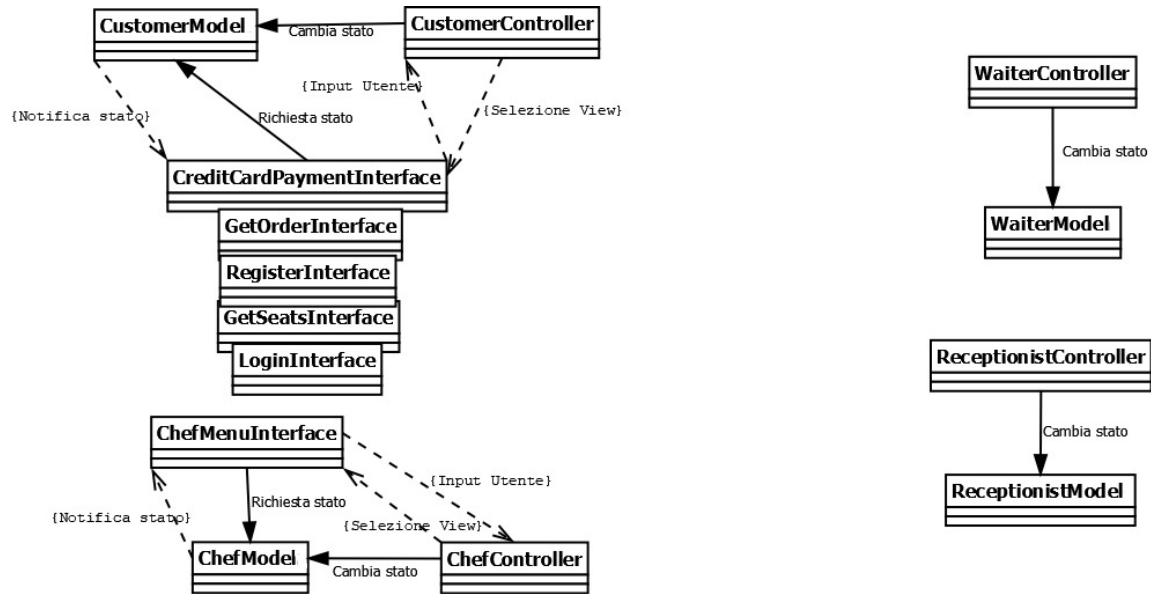 CustomerModel
Cambia stato
CustomerController
{Input Utente}
{Selezione View}
{Notifica stato}
Richiesta stato
CreditCardPaymentInterface
GetOrderInterface
RegisterInterface
GetSeatsInterface
LoginInterface
ChefMenuInterface
{Input Utente}
Richiesta stato
{Notifica stato}
{Selezione View}
ChefModel
Cambia stato
ChefController
WaiterController
Cambia stato
WaiterModel
ReceptionistController
Cambia stato
ReceptionistModel